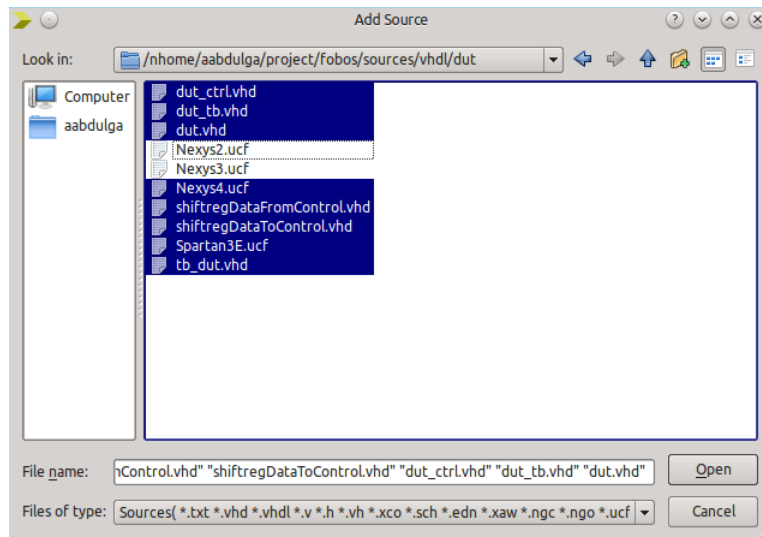 Add Source
Look in: /nhome/aabdulga/project/fobos/sources/vhdl/dut
Computer
aabdulga
dut_ctrl.vhd
dut_tb.vhd
dut.vhd
Nexys2.ucf
Nexys3.ucf
Nexys4.ucf
shiftregDataFromControl.vhd
shiftregDataToControl.vhd
Spartan3E.ucf
tb_dut.vhd
File name: nControl.vhd" "shiftregDataToControl.vhd" "dut_ctrl.vhd" "dut_tb.vhd" "dut.vhd" Open
Files of type: Sources( *.txt *.vhd *.vhdl *.v *.h *.vh *.xco *.sch *.edn *.xaw *.ngc *.ngo *.ucf Cancel